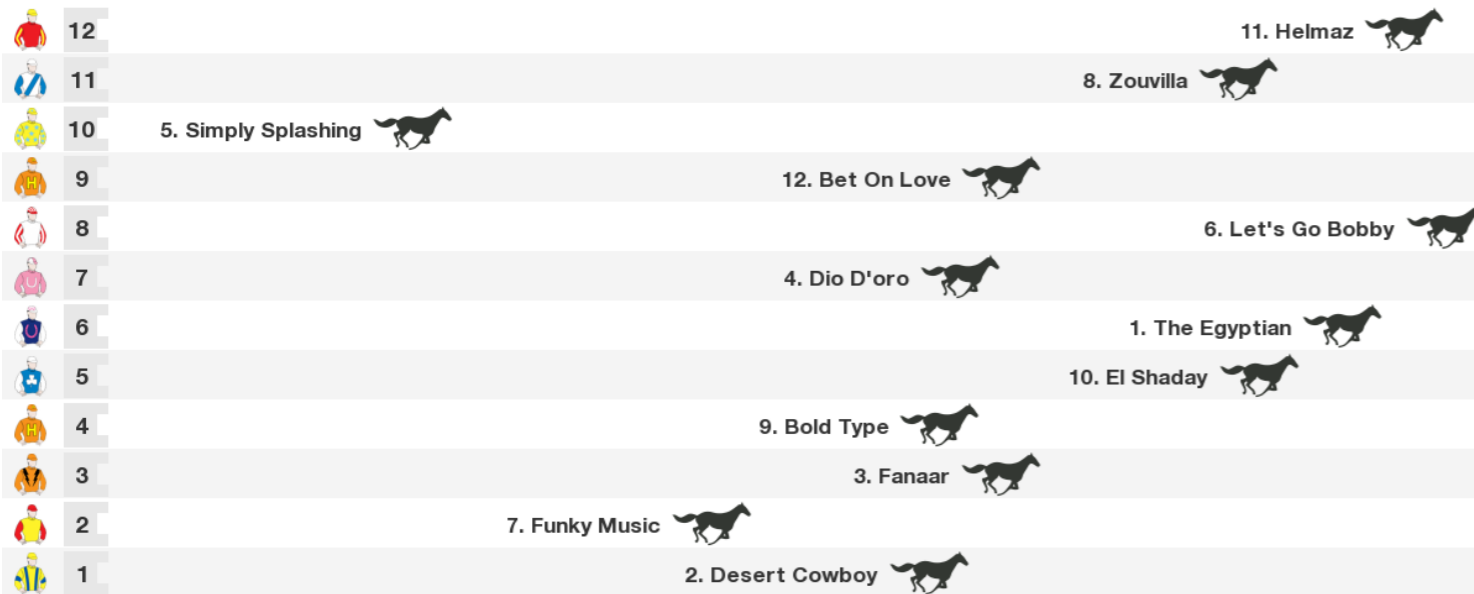 12 11. Helmaz
11 8. Zouvilla
10 5. Simply Splashing
H 9 12. Bet On Love
8 6. Let's Go Bobby
7 4. Dio D'oro
6 1. The Egyptian
5 10. El Shaday
H 4 9. Bold Type
3 3. Fanaar
2 7. Funky Music
1 2. Desert Cowboy